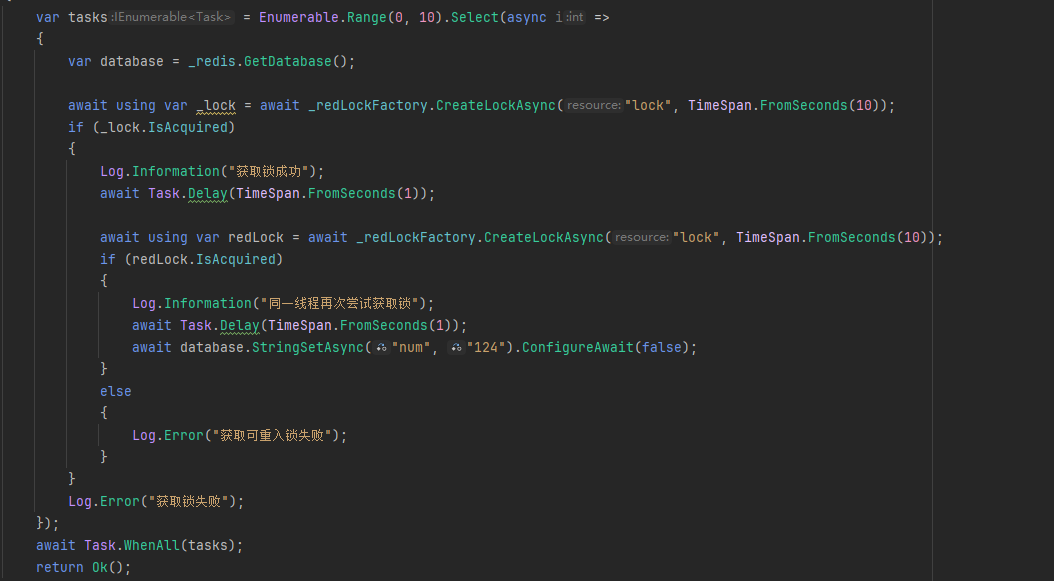 var tasks:IEnumerable<Task> = Enumerable.Range(0, 10).Select(async i:int =>
{
var database = _redis.GetDatabase();
await using var _lock = await _redLockFactory.CreateLockAsync(resource:"lock", TimeSpan.FromSeconds(10));
if (_lock.IsAcquired)
{
Log.Information("获取锁成功");
await Task.Delay(TimeSpan.FromSeconds(1));
await using var redLock = await _redLockFactory.CreateLockAsync(resource:"lock", TimeSpan.FromSeconds(10));
if (redLock.IsAcquired)
{
Log.Information("同一线程再次尝试获取锁");
await Task.Delay(TimeSpan.FromSeconds(1));
await database.StringSetAsync("num", "124").ConfigureAwait(false);
}
else
{
Log.Error("获取可重入锁失败");
}
}
Log.Error("获取锁失败");
});
await Task.WhenAll(tasks);
return Ok();